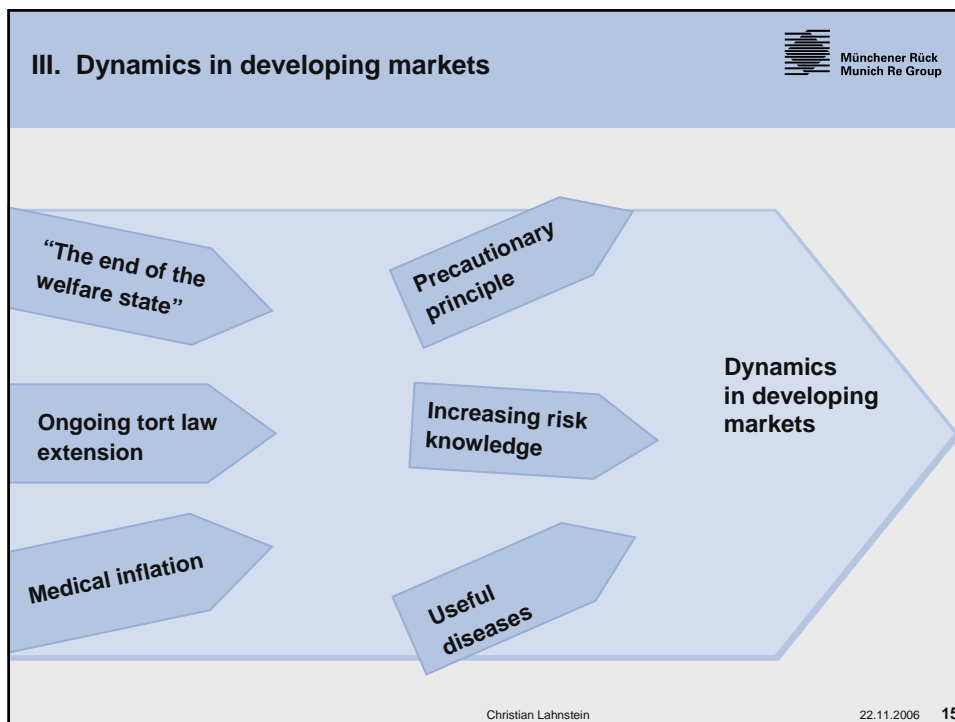 III. Dynamics in developing markets
Münchener Rück
Munich Re Group
“The end of the
welfare state”
Ongoing tort law
extension
Medical inflation
Precautionary
principle
Increasing risk
knowledge
Useful
diseases
Dynamics
in developing
markets
Christian Lahnstein
22.11.2006 15